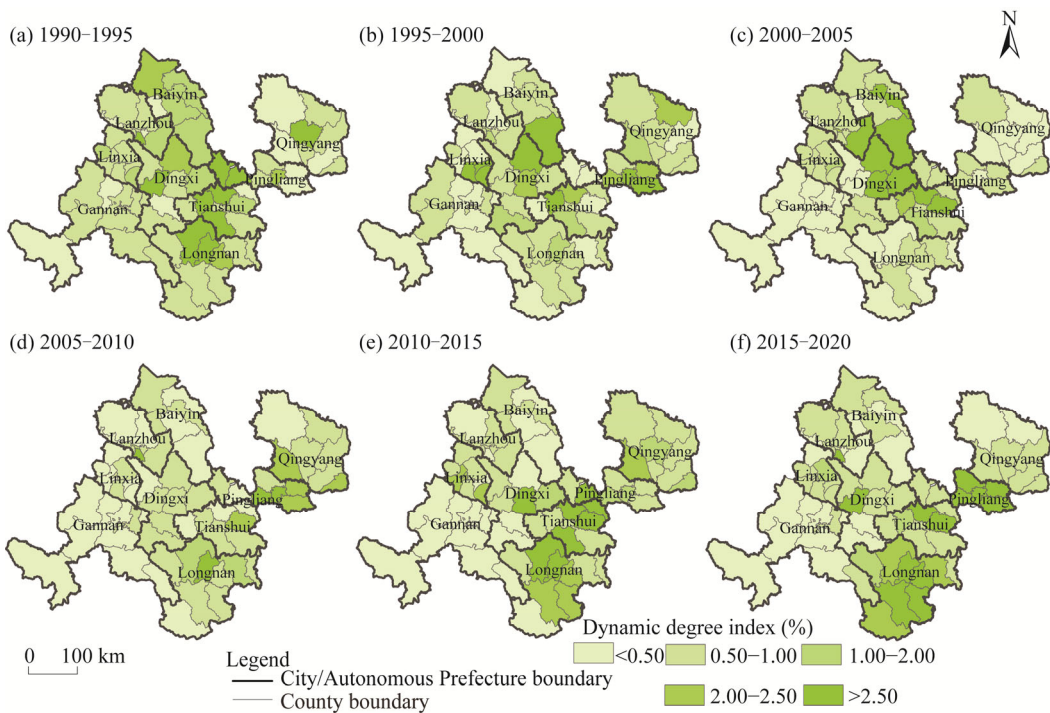 (a) 1990−1995
(b) 1995−2000
(c) 2000−2005
N
Baiyin
Lanzhou
Qingyang
Linxia
Dingxi
Pingliang
Gannan
Tianshui
Longnan
Baiyin
Lanzhou
Qingyang
Linxia
Dingxi
Pingliang
Gannan
Tianshui
Longnan
Baiyin
Lanzhou
Qingyang
Linxia
Dingxi
Pingliang
Gannan
Tianshui
Longnan
(d) 2005−2010
(e) 2010−2015
(f) 2015−2020
Baiyin
Lanzhou
Qingyang
Linxia
Dingxi
Pingliang
Gannan
Tianshui
Longnan
Baiyin
Lanzhou
Qingyang
Linxia
Dingxi
Pingliang
Gannan
Tianshui
Longnan
Baiyin
Lanzhou
Qingyang
Linxia
Dingxi
Pingliang
Gannan
Tianshui
Longnan
0 100 km
Legend
City/Autonomous Prefecture boundary
County boundary
Dynamic degree index (%)
<0.50 0.50−1.00 1.00−2.00
2.00−2.50 >2.50